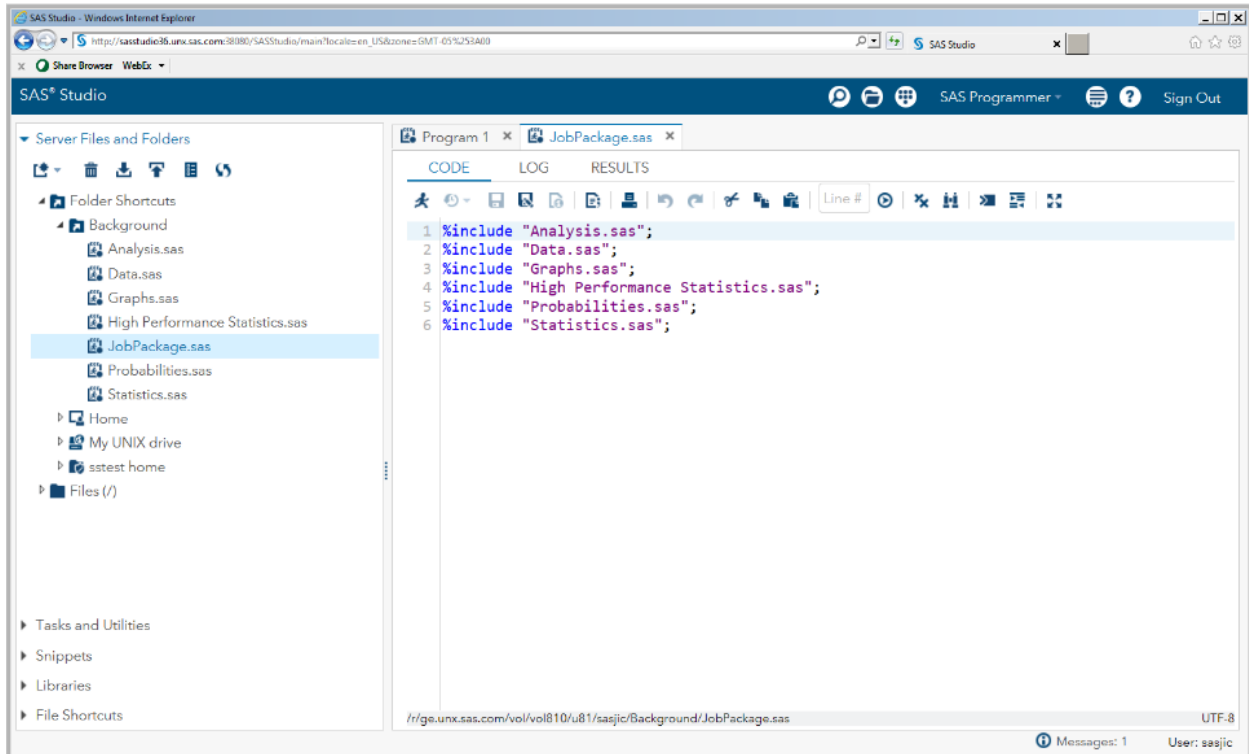 SAS Studio - Windows Internet Explorer
http://sasstudio36.unx.sas.com:38080/SASStudio/main?locale=en_US&zone=GMT-05%253A00
SAS Studio
x Share Browser WebEx
SAS® Studio
SAS Programmer
Sign Out
Server Files and Folders
Folder Shortcuts
Background
Analysis.sas
Data.sas
Graphs.sas
High Performance Statistics.sas
JobPackage.sas
Probabilities.sas
Statistics.sas
Home
My UNIX drive
sstest home
Files (/)
Tasks and Utilities
Snippets
Libraries
File Shortcuts
Program 1 × JobPackage.sas ×
CODE LOG RESULTS
Line #
1 %include "Analysis.sas";
2 %include "Data.sas";
3 %include "Graphs.sas";
4 %include "High Performance Statistics.sas";
5 %include "Probabilities.sas";
6 %include "Statistics.sas";
/r/ge.unx.sas.com/vol/vol810/u81/sasjic/Background/JobPackage.sas
UTF-8
Messages: 1
User: sasjic